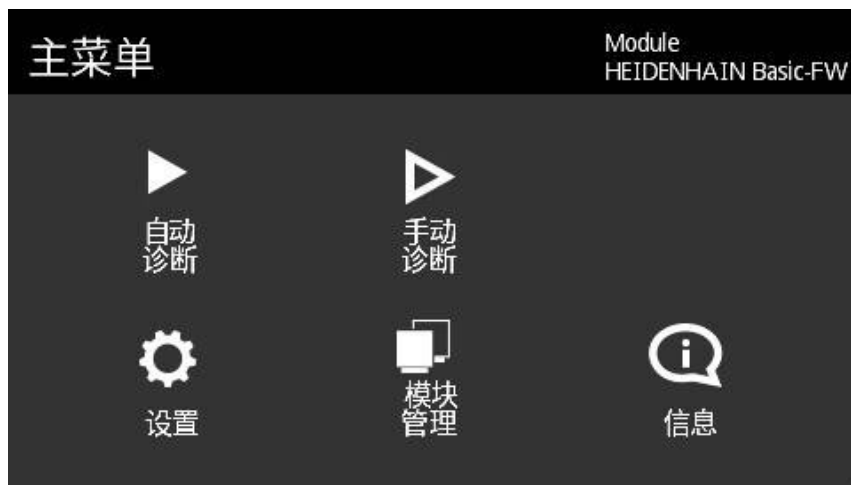 主菜单
Module
HEIDENHAIN Basic-FW
自动
诊断
手动
诊断
设置
模块
管理
信息